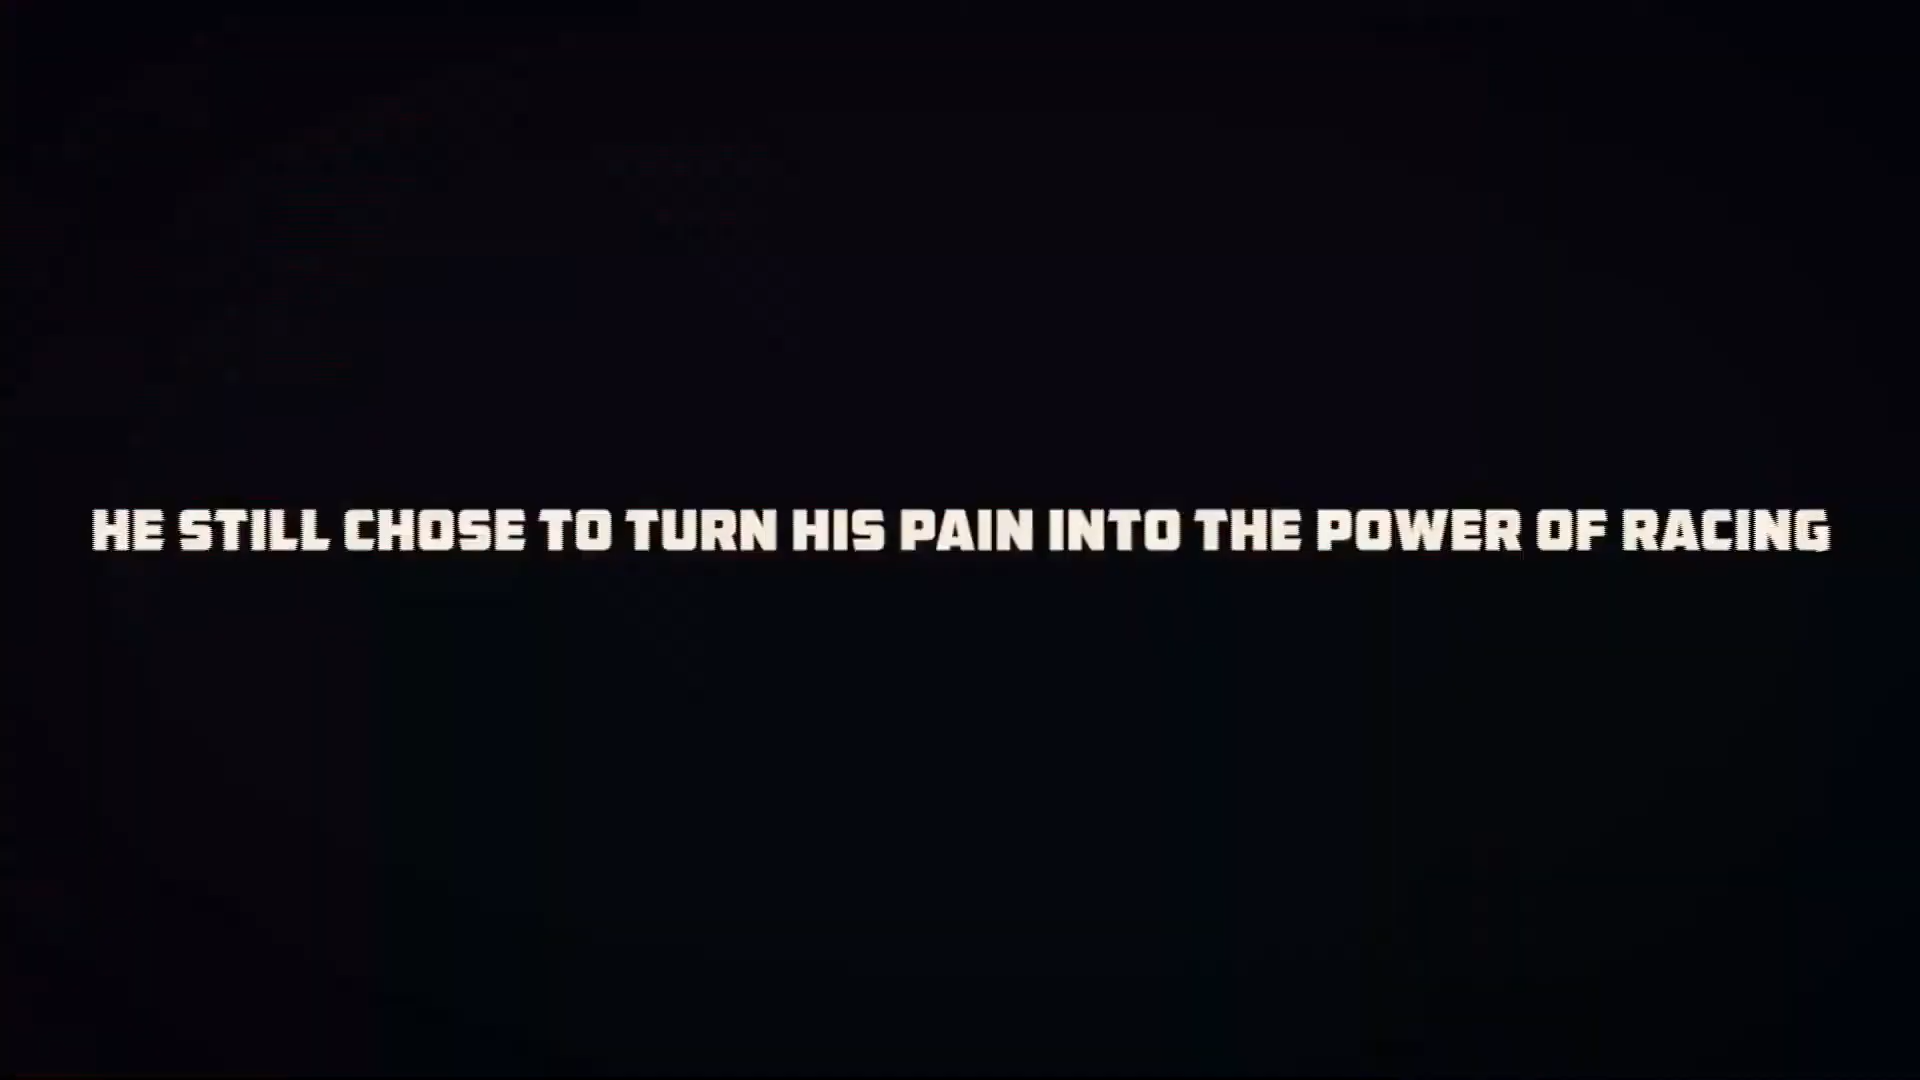 HE STILL CHOSE TO TURN HIS PAIN INTO THE POWER OF RACING